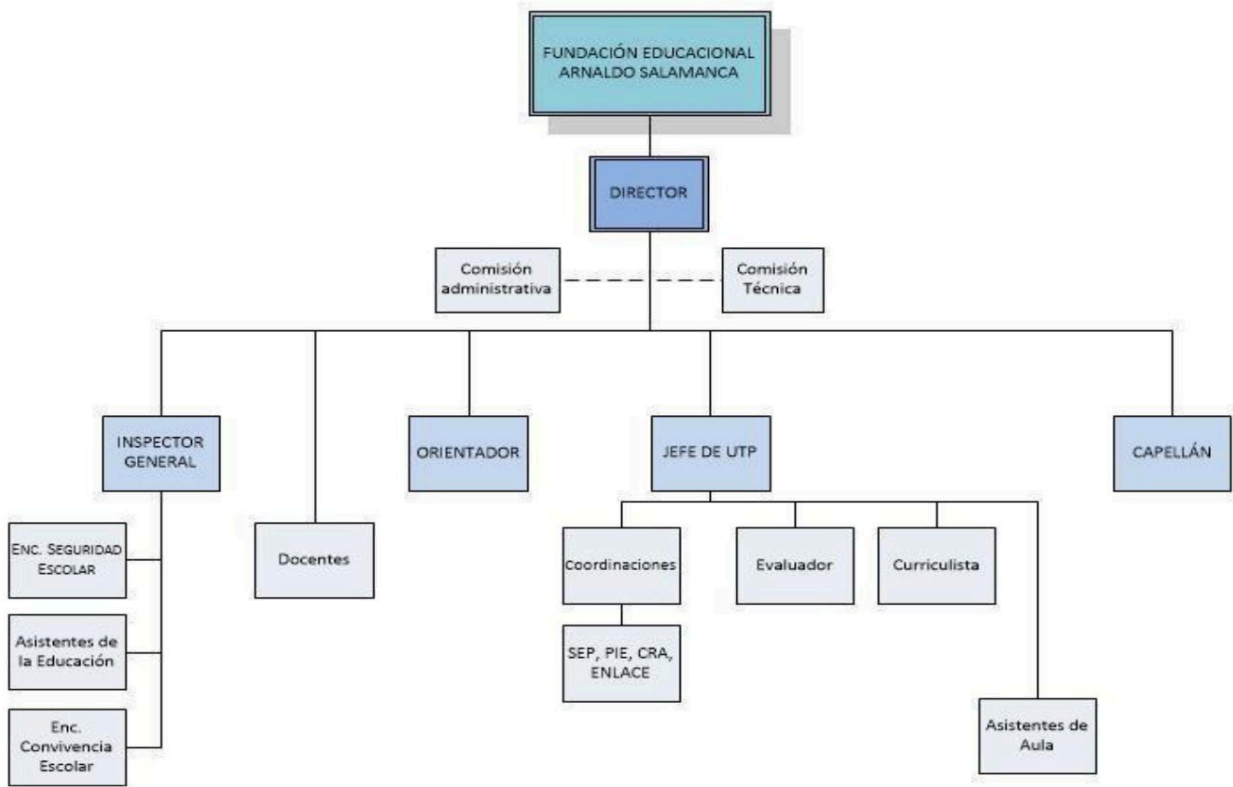 FUNDACIÓN EDUCACIONAL
ARNALDO SALAMANCA
DIRECTOR
Comisión
administrativa
Comisión
Técnica
INSPECTOR
GENERAL
ORIENTADOR
JEFE DE UTP
CAPELLÁN
ENC. SEGURIDAD
ESCOLAR
Docentes
Coordinaciones
Evaluador
Curriculista
Asistentes de
la Educación
SEP, PIE, CRA,
ENLACE
Enc.
Convivencia
Escolar
Asistentes de
Aula